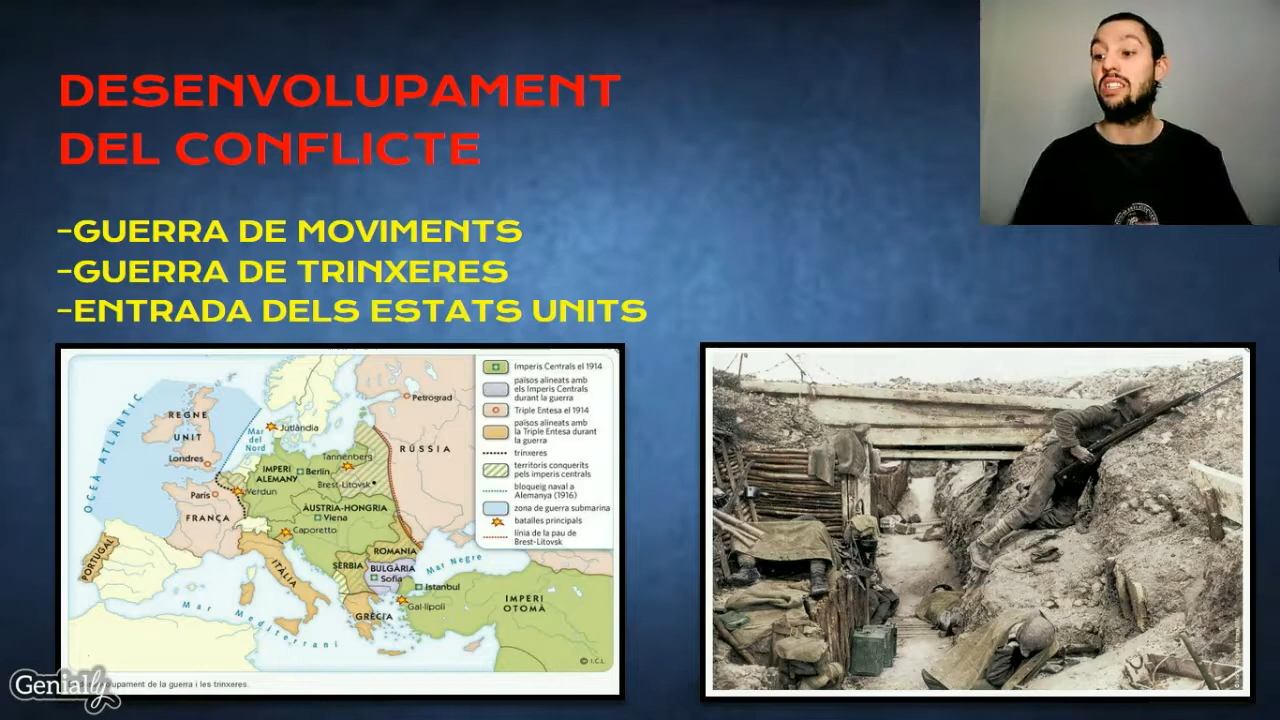 DESENVOLUPAMENT
DEL CONFLICTE
-GUERRA DE MOVIMENTS
-GUERRA DE TRINXERES
-ENTRADA DELS ESTATS UNITS
OCEÀ ATLÀNTIC
REGNE
UNIT
Londres
Mar
del
Nord
Jutlàndia
Petrograd
RÚSSIA
Tannenberg
IMPERI
ALEMANY
Berlín
Brest-Litovsk
París
Verdun
FRANÇA
ÀUSTRIA-HONGRIA
Viena
Caporetto
PORTUGAL
ITÀLIA
ROMANIA
SÈRBIA
BULGÀRIA
Sofia
Mar Negre
Istanbul
Gal·lípoli
GRÈCIA
IMPERI
OTOMÀ
Mar Mediterrani
Imperis Centrals el 1914
països alineats amb
els Imperis Centrals
durant la guerra
Triple Entesa el 1914
països alineats amb
la Triple Entesa durant
la guerra
trinxeres
territoris conquerits
pels imperis centrals
bloqueig naval a
Alemanya (1916)
zona de guerra submarina
batalles principals
línia de la pau de
Brest-Litovsk
© I.C.L.
Genially
olupament de la guerra i les trinxeres.